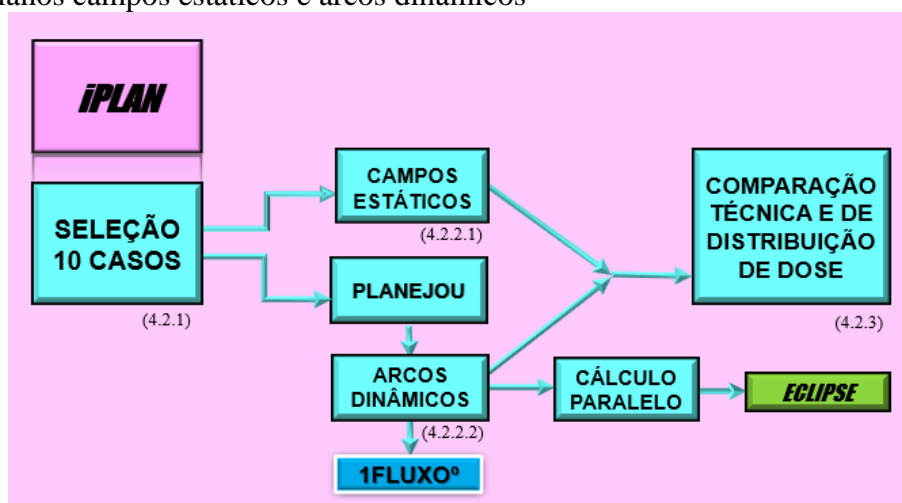 planos campos estáticos e arcos dinâmicos
iPLAN
SELEÇÃO
10 CASOS
(4.2.1)
CAMPOS
ESTÁTICOS
(4.2.2.1)
PLANEJOU
ARCOS
DINÂMICOS
(4.2.2.2)
1FLUXOº
CÁLCULO
PARALELO
ECLIPSE
COMPARAÇÃO
TÉCNICA E DE
DISTRIBUIÇÃO
DE DOSE
(4.2.3)